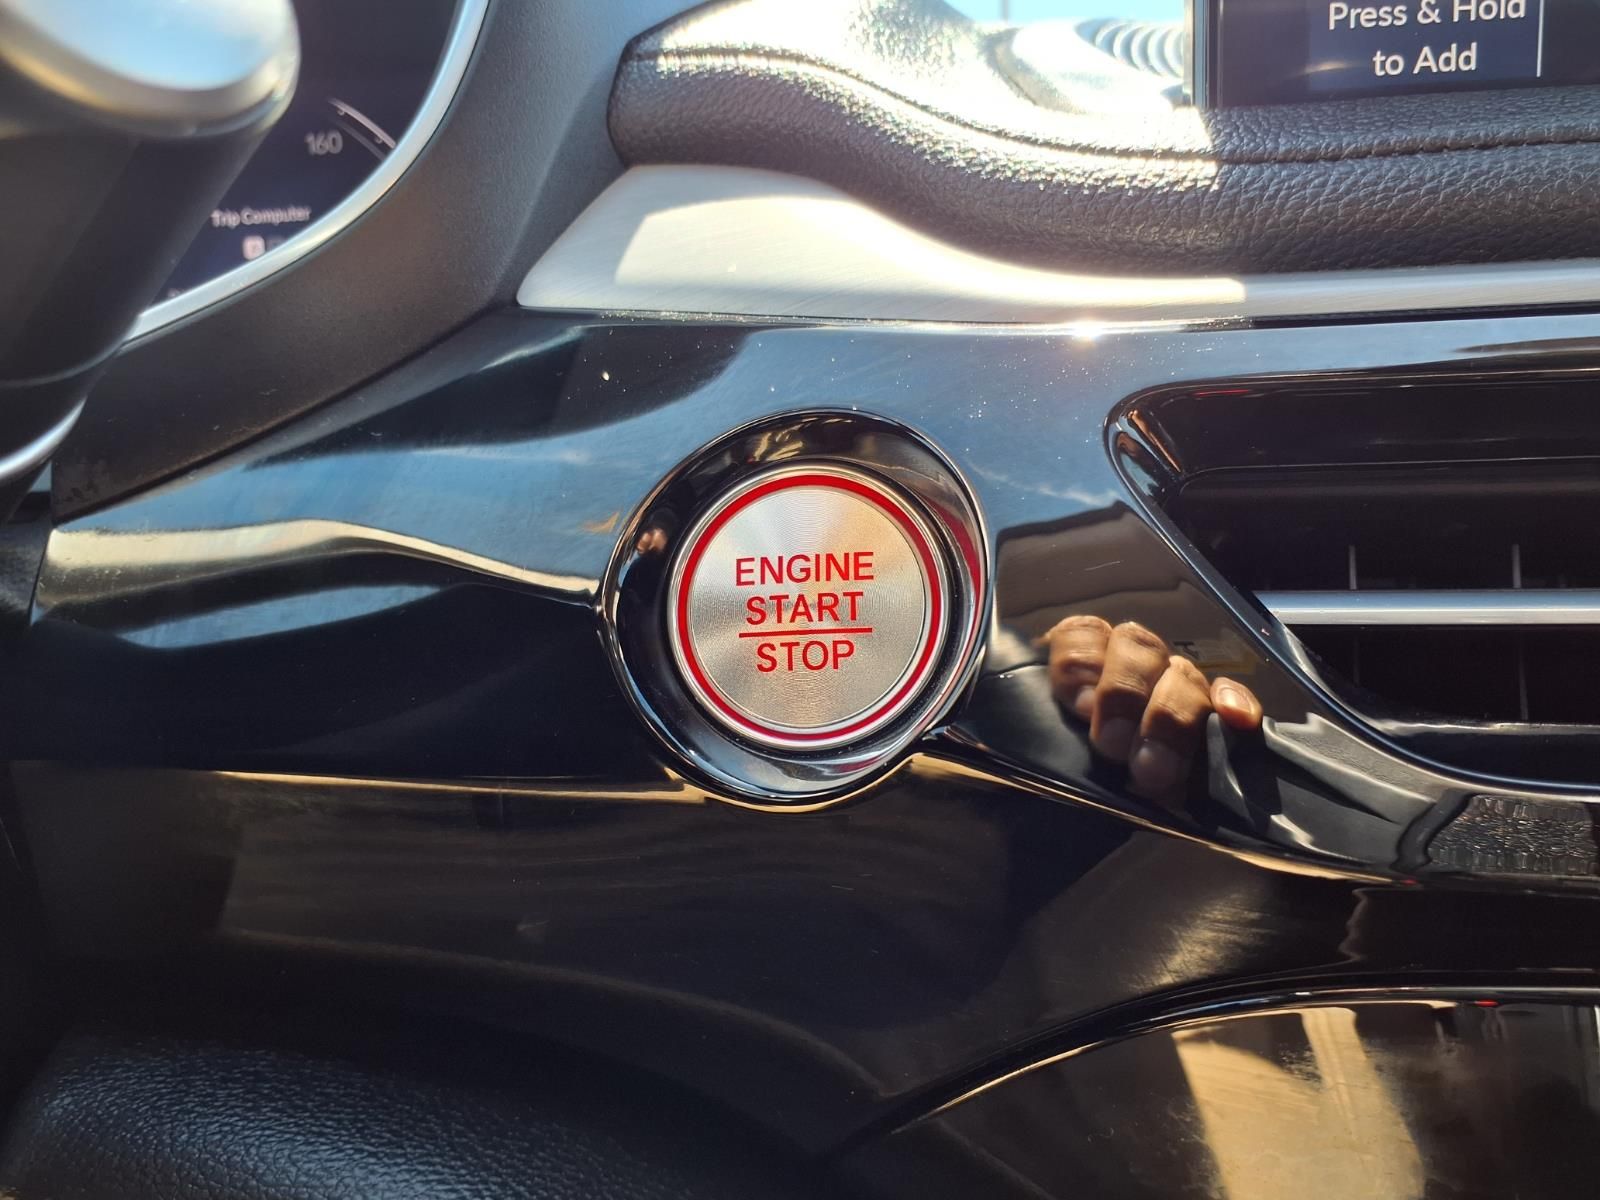 Press & Hold
to Add
160
Trip Computer
ENGINE
START
STOP